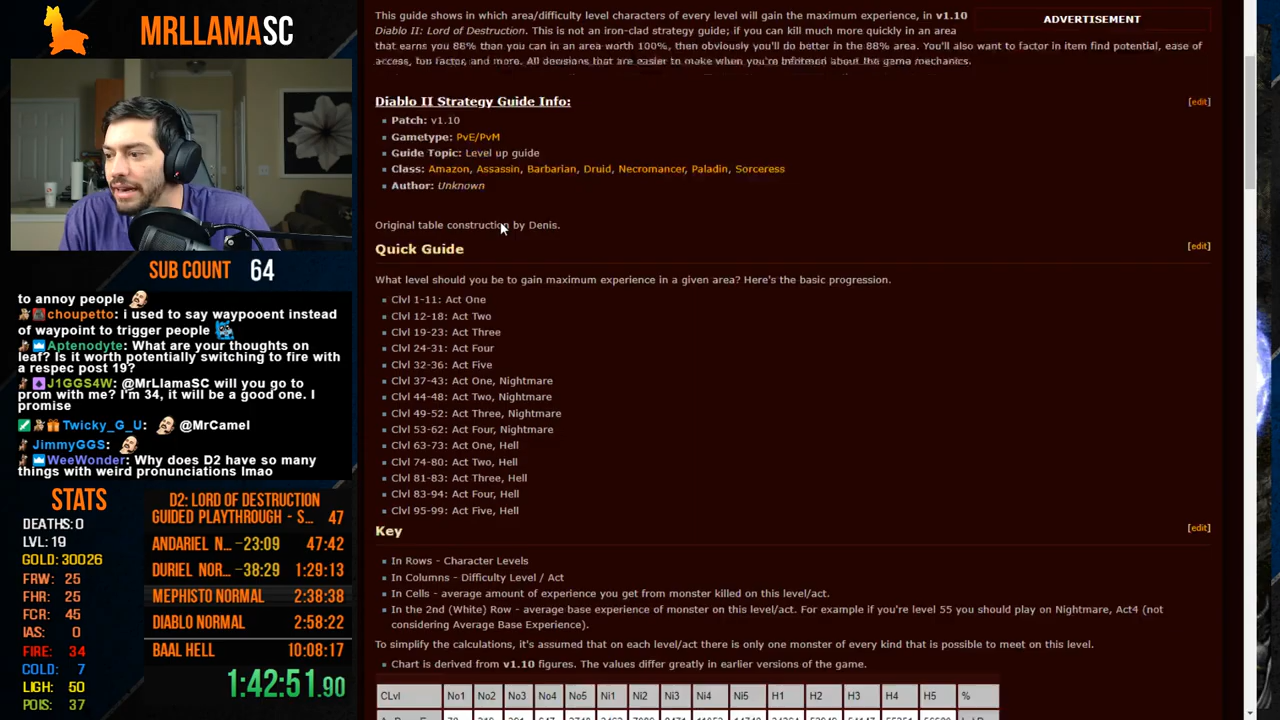 MRLLAMASC
SUB COUNT 64
to annoy people
choupetto: i used to say waypooent instead
of waypoint to trigger people
Aptenodyte: What are your thoughts on
leaf? Is it worth potentially switching to fire with
a respec post 19?
J1GGS4W: @MrLlamaSC will you go to
prom with me? I'm 34, it will be a good one. I
promise
Twicky_G_U: @MrCamel
JimmyGGS:
WeeWonder: Why does D2 have so many
things with weird pronunciations lmao
STATS
DEATHS: 0
LVL: 19
GOLD: 30026
FRW: 25
FHR: 25
FCR: 45
IAS: 0
FIRE: 34
COLD: 7
LIGH: 50
POIS: 37
D2: LORD OF DESTRUCTION
GUIDED PLAYTHROUGH - S... 47
ANDARIEL N... -23:09 47:42
DURIEL NOR... -38:29 1:29:13
MEPHISTO NORMAL 2:38:38
DIABLO NORMAL 2:58:22
BAAL HELL 10:08:17
1:42:51.90
This guide shows in which area/difficulty level characters of every level will gain the maximum experience, in v1.10
Diablo II: Lord of Destruction. This is not an iron-clad strategy guide; if you can kill much more quickly in an area
that earns you 86% than you can in an area worth 100%, then obviously you'll do better in the 88% area. You'll also want to factor in item find potential, ease of
access, fun factor, and more. All decisions that are easier to make when you're informed about the game mechanics.
ADVERTISEMENT
Diablo II Strategy Guide Info: [edit]
Patch: v1.10
Gametype: PvE/PvM
Guide Topic: Level up guide
Class: Amazon, Assassin, Barbarian, Druid, Necromancer, Paladin, Sorceress
Author: Unknown
Original table construction by Denis.
Quick Guide [edit]
What level should you be to gain maximum experience in a given area? Here's the basic progression.
Clvl 1-11: Act One
Clvl 12-18: Act Two
Clvl 19-23: Act Three
Clvl 24-31: Act Four
Clvl 32-36: Act Five
Clvl 37-43: Act One, Nightmare
Clvl 44-48: Act Two, Nightmare
Clvl 49-52: Act Three, Nightmare
Clvl 53-62: Act Four, Nightmare
Clvl 63-73: Act One, Hell
Clvl 74-80: Act Two, Hell
Clvl 81-83: Act Three, Hell
Clvl 83-94: Act Four, Hell
Clvl 95-99: Act Five, Hell
Key [edit]
In Rows - Character Levels
In Columns - Difficulty Level / Act
In Cells - average amount of experience you get from monster killed on this level/act.
In the 2nd (White) Row - average base experience of monster on this level/act. For example if you're level 55 you should play on Nightmare, Act4 (not
considering Average Base Experience).
To simplify the calculations, it's assumed that on each level/act there is only one monster of every kind that is possible to meet on this level.
Chart is derived from v1.10 figures. The values differ greatly in earlier versions of the game.
CLvl No1 No2 No3 No4 No5 Ni1 Ni2 Ni3 Ni4 Ni5 H1 H2 H3 H4 H5 %